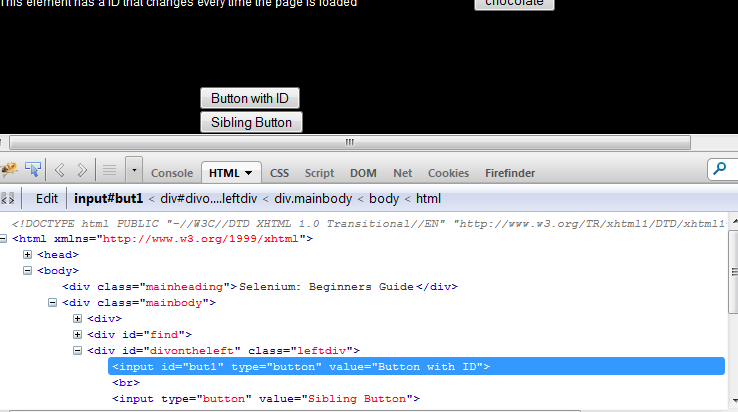 This element has a ID that changes every time the page is loaded
chocolate
Button with ID
Sibling Button
Console HTML CSS Script DOM Net Cookies Firefinder
Edit input#but1 < div#divo....leftdiv < div.mainbody < body < html
<!DOCTYPE html PUBLIC "-//W3C//DTD XHTML 1.0 Transitional//EN" "http://www.w3.org/TR/xhtml1/DTD/xhtml1
<html xmlns="http://www.w3.org/1999/xhtml">
<head>
<body>
<div class="mainheading">Selenium: Beginners Guide</div>
<div class="mainbody">
<div>
<div id="find">
<div id="divontheleft" class="leftdiv">
<input id="but1" type="button" value="Button with ID">
<br>
<input type="button" value="Sibling Button">